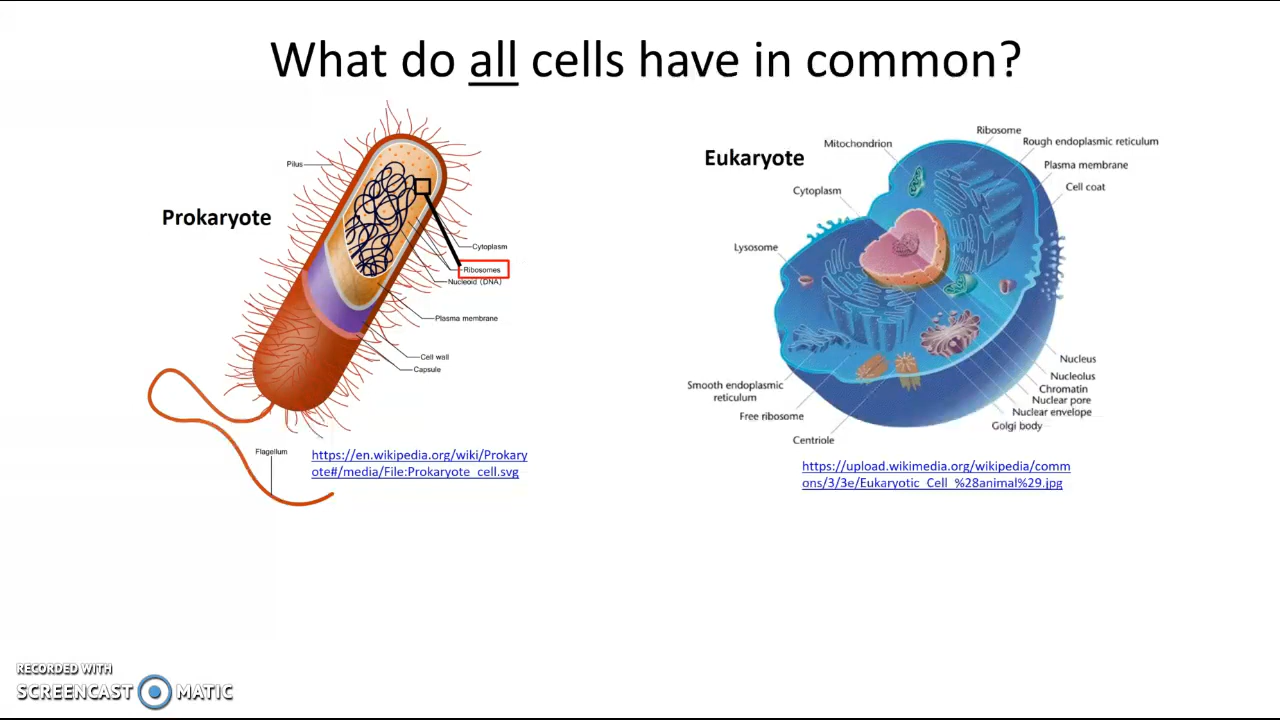 What do all cells have in common?
Prokaryote
Pilus
Cytoplasm
Ribosomes
Nucleoid (DNA)
Plasma membrane
Cell wall
Capsule
Flagellum
https://en.wikipedia.org/wiki/Prokary
ote#/media/File:Prokaryote_cell.svg
Eukaryote
Mitochondrion
Ribosome
Rough endoplasmic reticulum
Plasma membrane
Cell coat
Cytoplasm
Lysosome
Nucleus
Nucleolus
Chromatin
Nuclear pore
Nuclear envelope
Golgi body
Smooth endoplasmic
reticulum
Free ribosome
Centriole
https://upload.wikimedia.org/wikipedia/comm
ons/3/3e/Eukaryotic_Cell_%28animal%29.jpg
RECORDED WITH
SCREENCAST MATIC